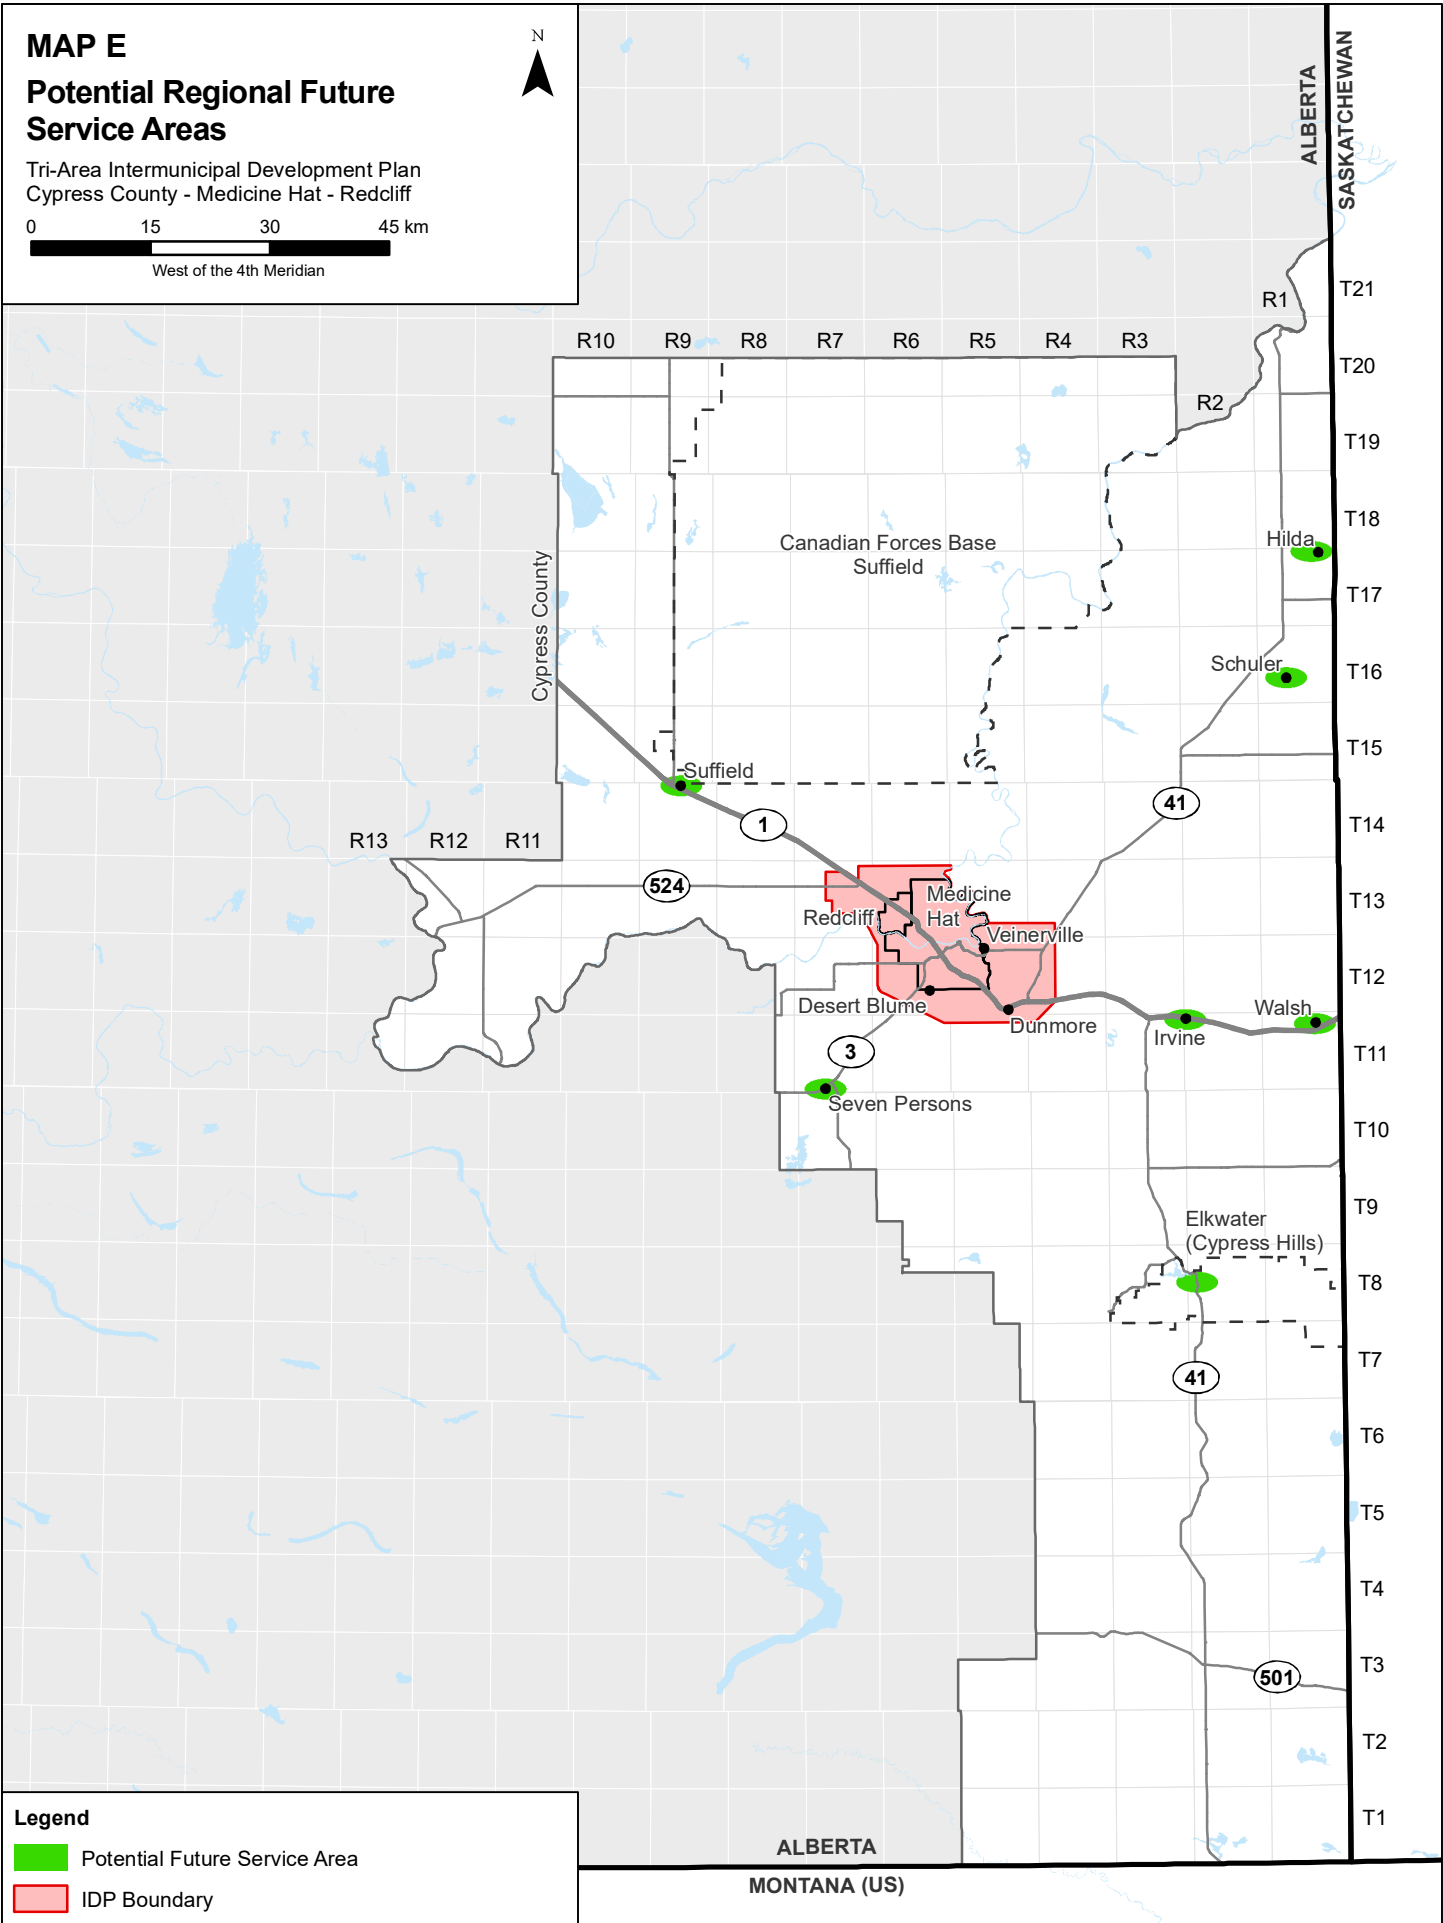 MAP E
Potential Regional Future
Service Areas
Tri-Area Intermunicipal Development Plan
Cypress County - Medicine Hat - Redcliff
0 15 30 45 km
West of the 4th Meridian
N
ALBERTA
SASKATCHEWAN
R1
T21
R10 R9 R8 R7 R6 R5 R4 R3
T20
R2
T19
T18
Canadian Forces Base
Suffield
Hilda
T17
Cypress County
Schuler
T16
T15
Suffield
41
1
T14
R13 R12 R11
524
Medicine
Hat
T13
Redcliff
Veinerville
T12
Desert Blume
Walsh
Dunmore
Irvine
3
T11
Seven Persons
T10
T9
Elkwater
(Cypress Hills)
T8
T7
41
T6
T5
T4
T3
501
T2
T1
Legend
Potential Future Service Area
IDP Boundary
ALBERTA
MONTANA (US)